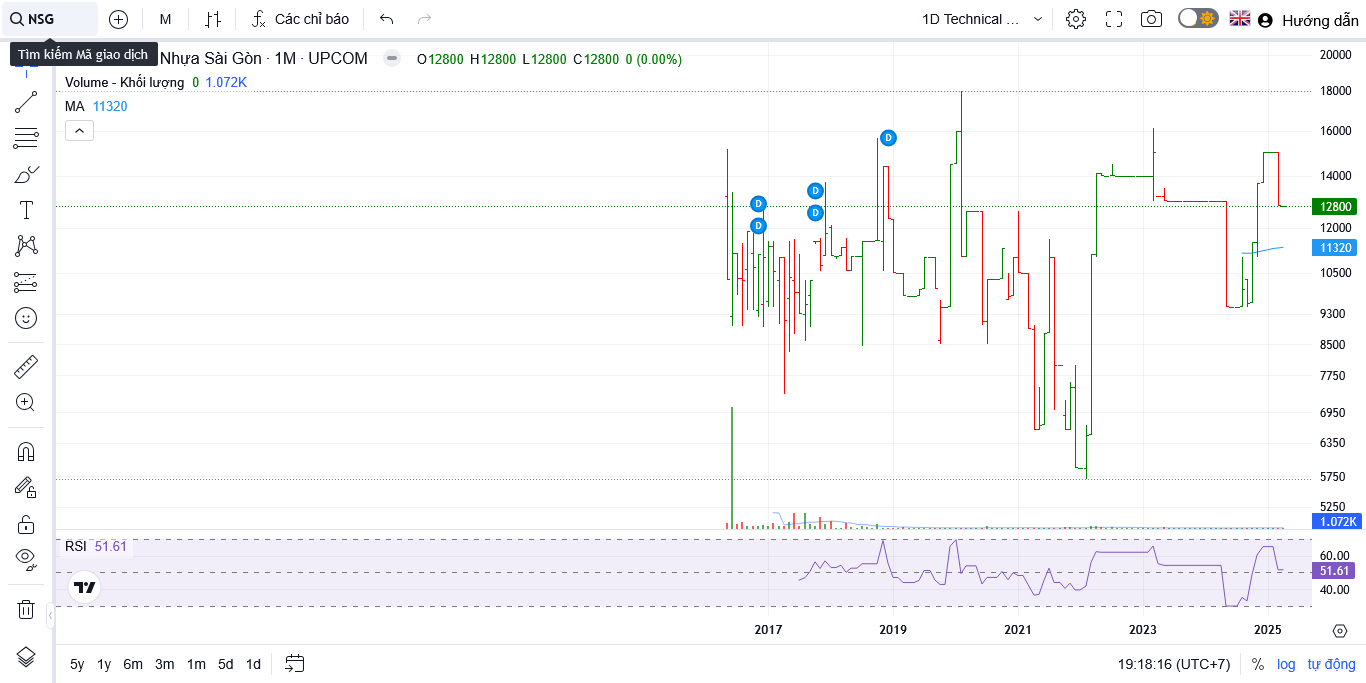 NSG
M
Các chỉ báo
1D Technical ...
Hướng dẫn
Tìm kiếm Mã giao dịch
Nhựa Sài Gòn · 1M · UPCOM
O12800 H12800 L12800 C12800 0 (0.00%)
Volume - Khối lượng 0 1.072K
MA 11320
20000
18000
16000
14000
12800
12000
11320
10500
9300
8500
7750
6950
6350
5750
5250
1.072K
D
D
D
D
D
RSI 51.61
60.00
51.61
40.00
2017
2019
2021
2023
2025
5y 1y 6m 3m 1m 5d 1d
19:18:16 (UTC+7)
% log tự động